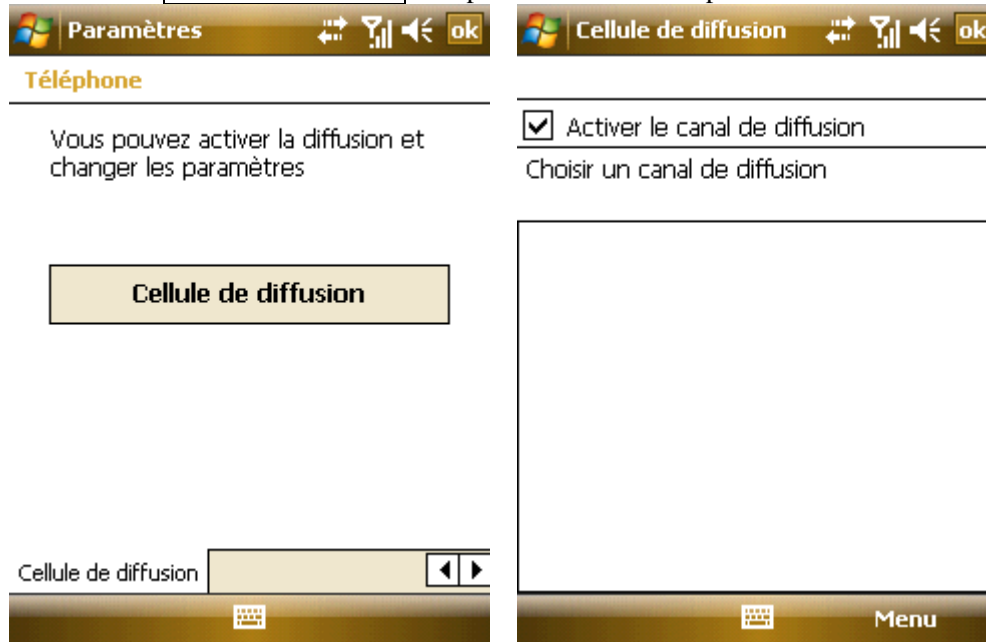 Paramètres
ok
Téléphone
Vous pouvez activer la diffusion et
changer les paramètres
Cellule de diffusion
Cellule de diffusion
Cellule de diffusion
ok
Activer le canal de diffusion
Choisir un canal de diffusion
Menu